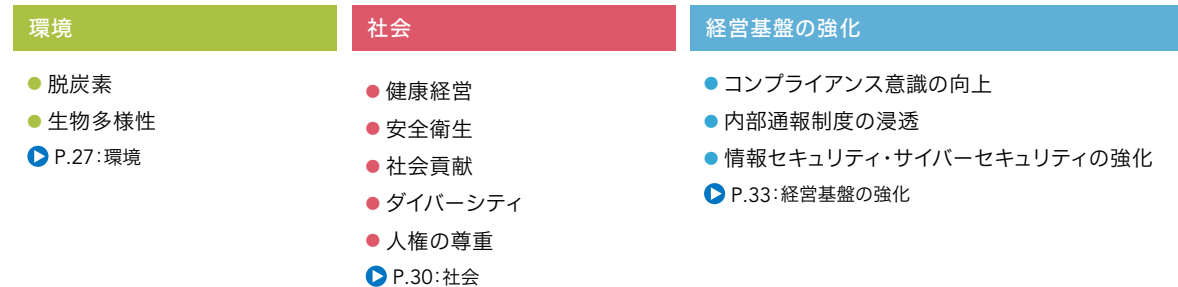 環境
● 脱炭素
● 生物多様性
P.27：環境
社会
● 健康経営
● 安全衛生
● 社会貢献
● ダイバーシティ
● 人権の尊重
P.30：社会
経営基盤の強化
● コンプライアンス意識の向上
● 内部通報制度の浸透
● 情報セキュリティ・サイバーセキュリティの強化
P.33：経営基盤の強化